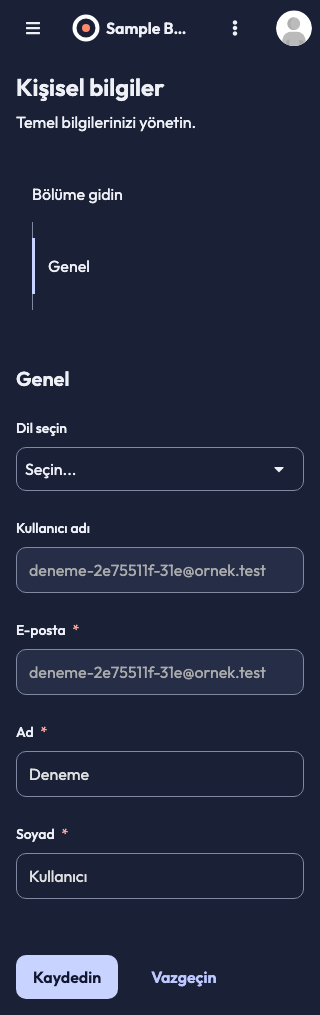 Sample B...
Kişisel bilgiler
Temel bilgilerinizi yönetin.
Bölüme gidin
Genel
Genel
Dil seçin
Seçin...
Kullanıcı adı
deneme-2e75511f-31e@ornek.test
E-posta *
deneme-2e75511f-31e@ornek.test
Ad *
Deneme
Soyad *
Kullanıcı
Kaydedin Vazgeçin